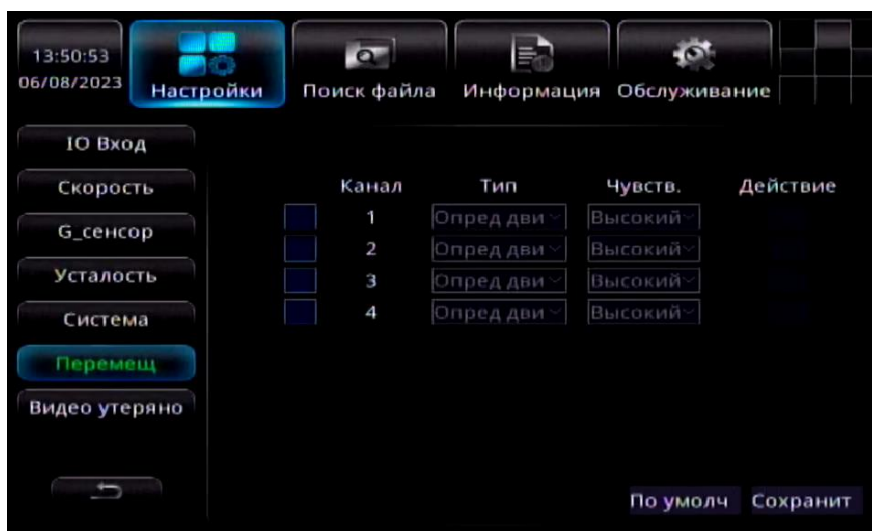 13:50:53
06/08/2023
Настройки
Поиск файла
Информация
Обслуживание
IO Вход
Скорость
G_сенсор
Усталость
Система
Перемещ
Видео утеряно
Канал Тип Чувств. Действие
1 Опред дви Высокий
2 Опред дви Высокий
3 Опред дви Высокий
4 Опред дви Высокий
По умолч Сохранит